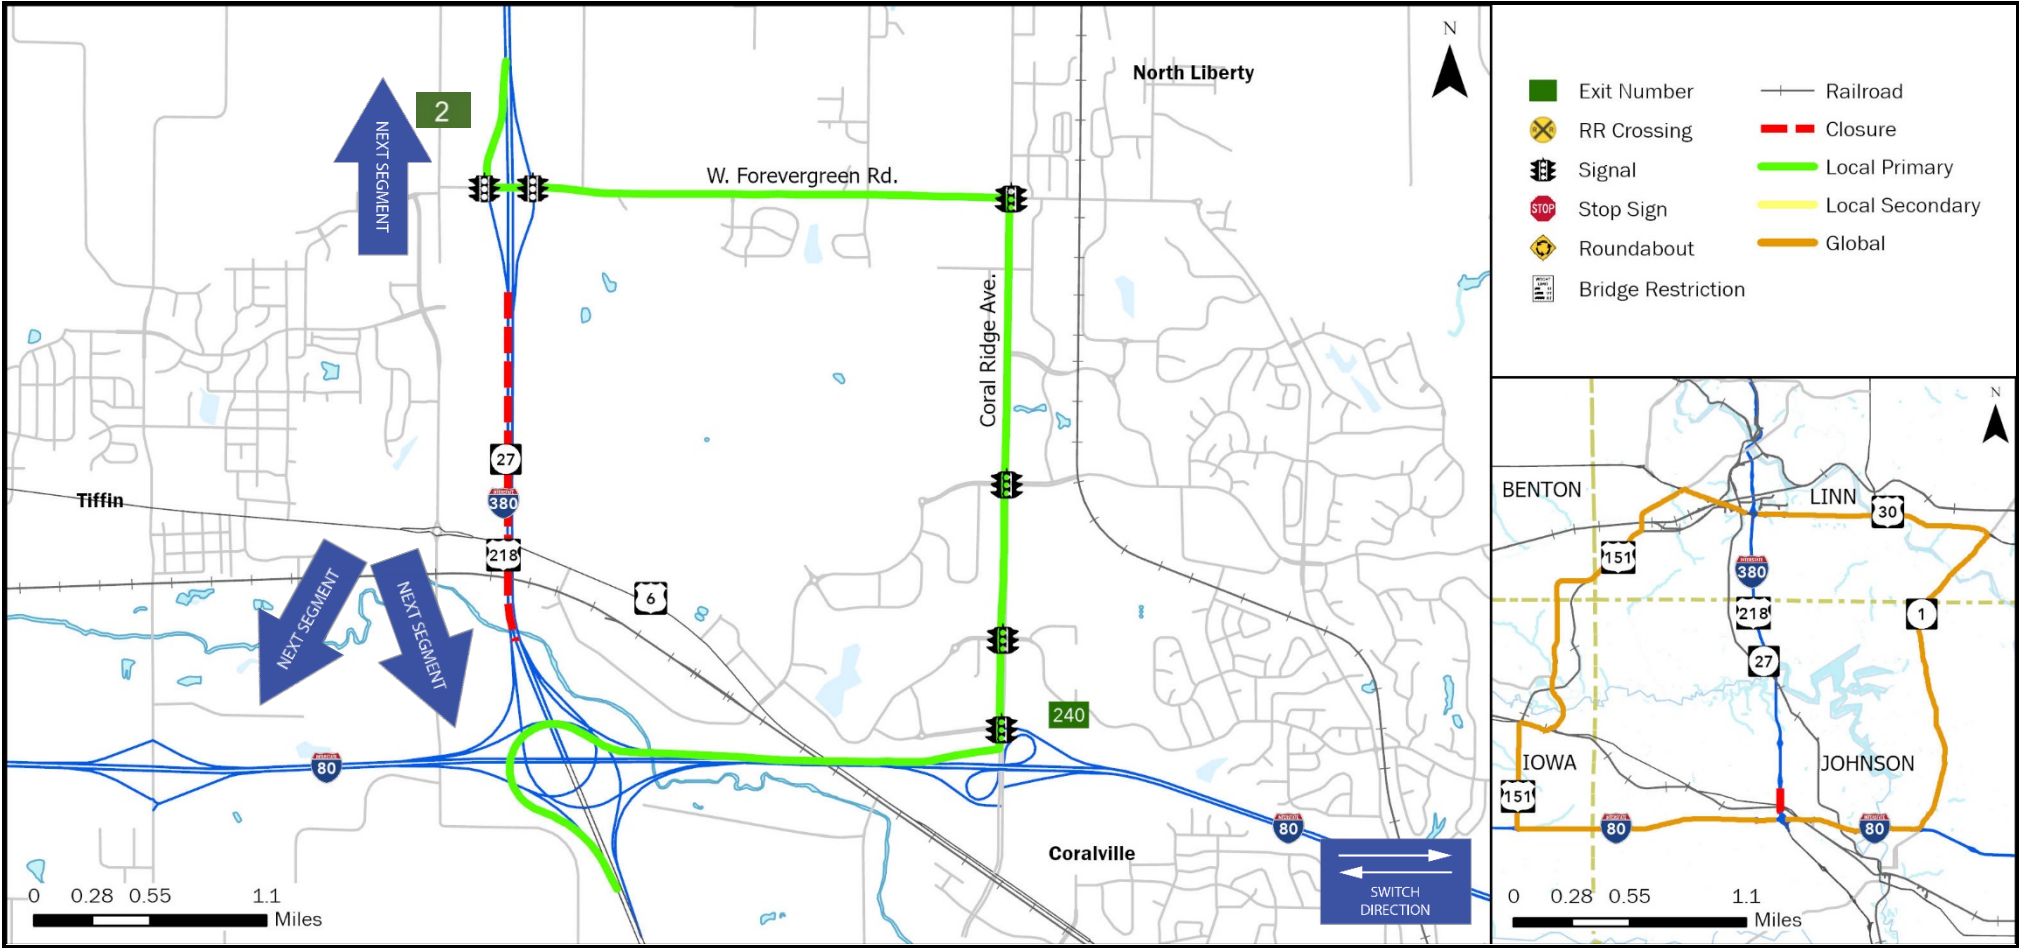 N
North Liberty
2
NEXT SEGMENT
W. Forevergreen Rd.
Coral Ridge Ave.
27
380
218
Tiffin
6
NEXT SEGMENT
NEXT SEGMENT
240
80
80
Coralville
SWITCH
DIRECTION
0 0.28 0.55 1.1
Miles
Exit Number
RR Crossing
Signal
STOP
Stop Sign
Roundabout
Bridge Restriction
Railroad
Closure
Local Primary
Local Secondary
Global
N
BENTON
LINN
30
151
380
218
1
27
IOWA
JOHNSON
151
80
80
0 0.28 0.55 1.1
Miles